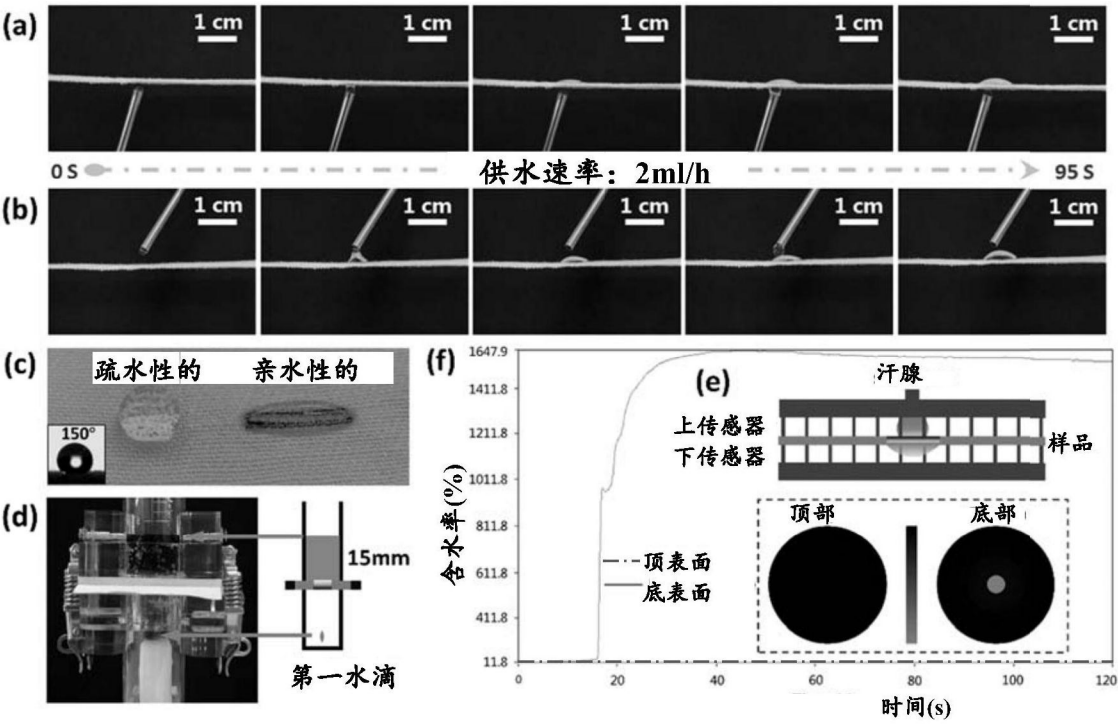 (a)
1 cm 1 cm 1 cm 1 cm 1 cm
0 S 供水速率：2ml/h 95 S
(b)
1 cm 1 cm 1 cm 1 cm 1 cm
(c)
疏水性的 亲水性的
150°
(d)
15mm
第一水滴
(f)
含水率(%)
1647.9
1411.8
1211.8
1011.8
811.8
611.8
411.8
11.8
0 20 40 60 80 100 120
时间(s)
顶表面
底表面
(e)
汗腺
上传感器
下传感器
样品
顶部 底部